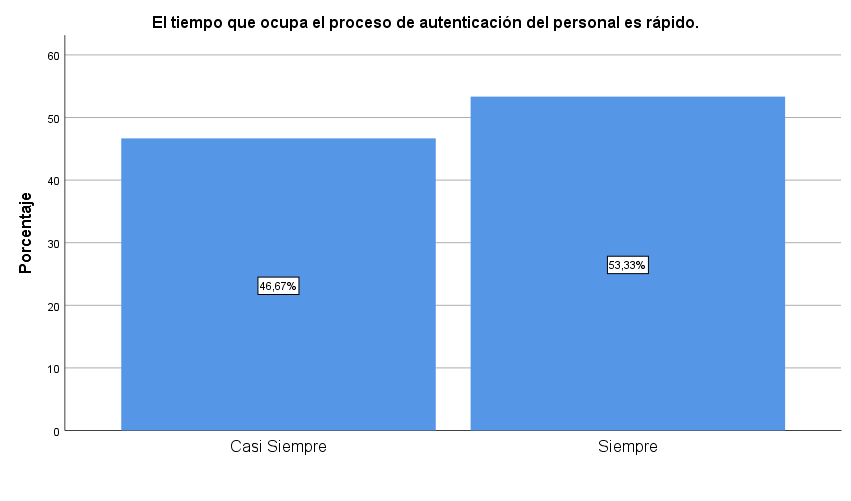 El tiempo que ocupa el proceso de autenticación del personal es rápido.
60
50
40
30
20
10
0
Porcentaje
46,67%
53,33%
Casi Siempre
Siempre